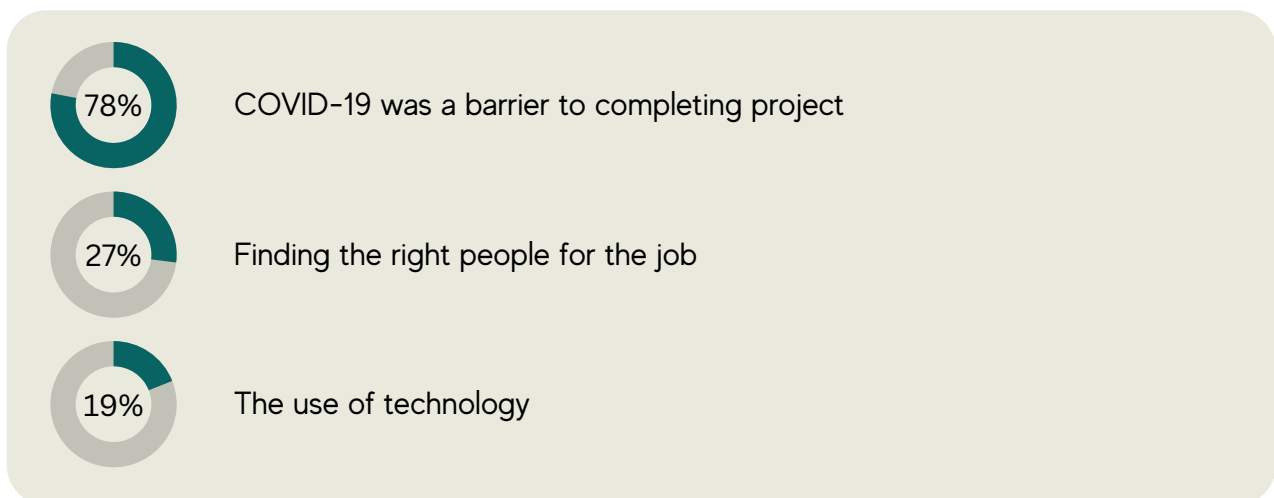 78%
COVID-19 was a barrier to completing project
27%
Finding the right people for the job
19%
The use of technology